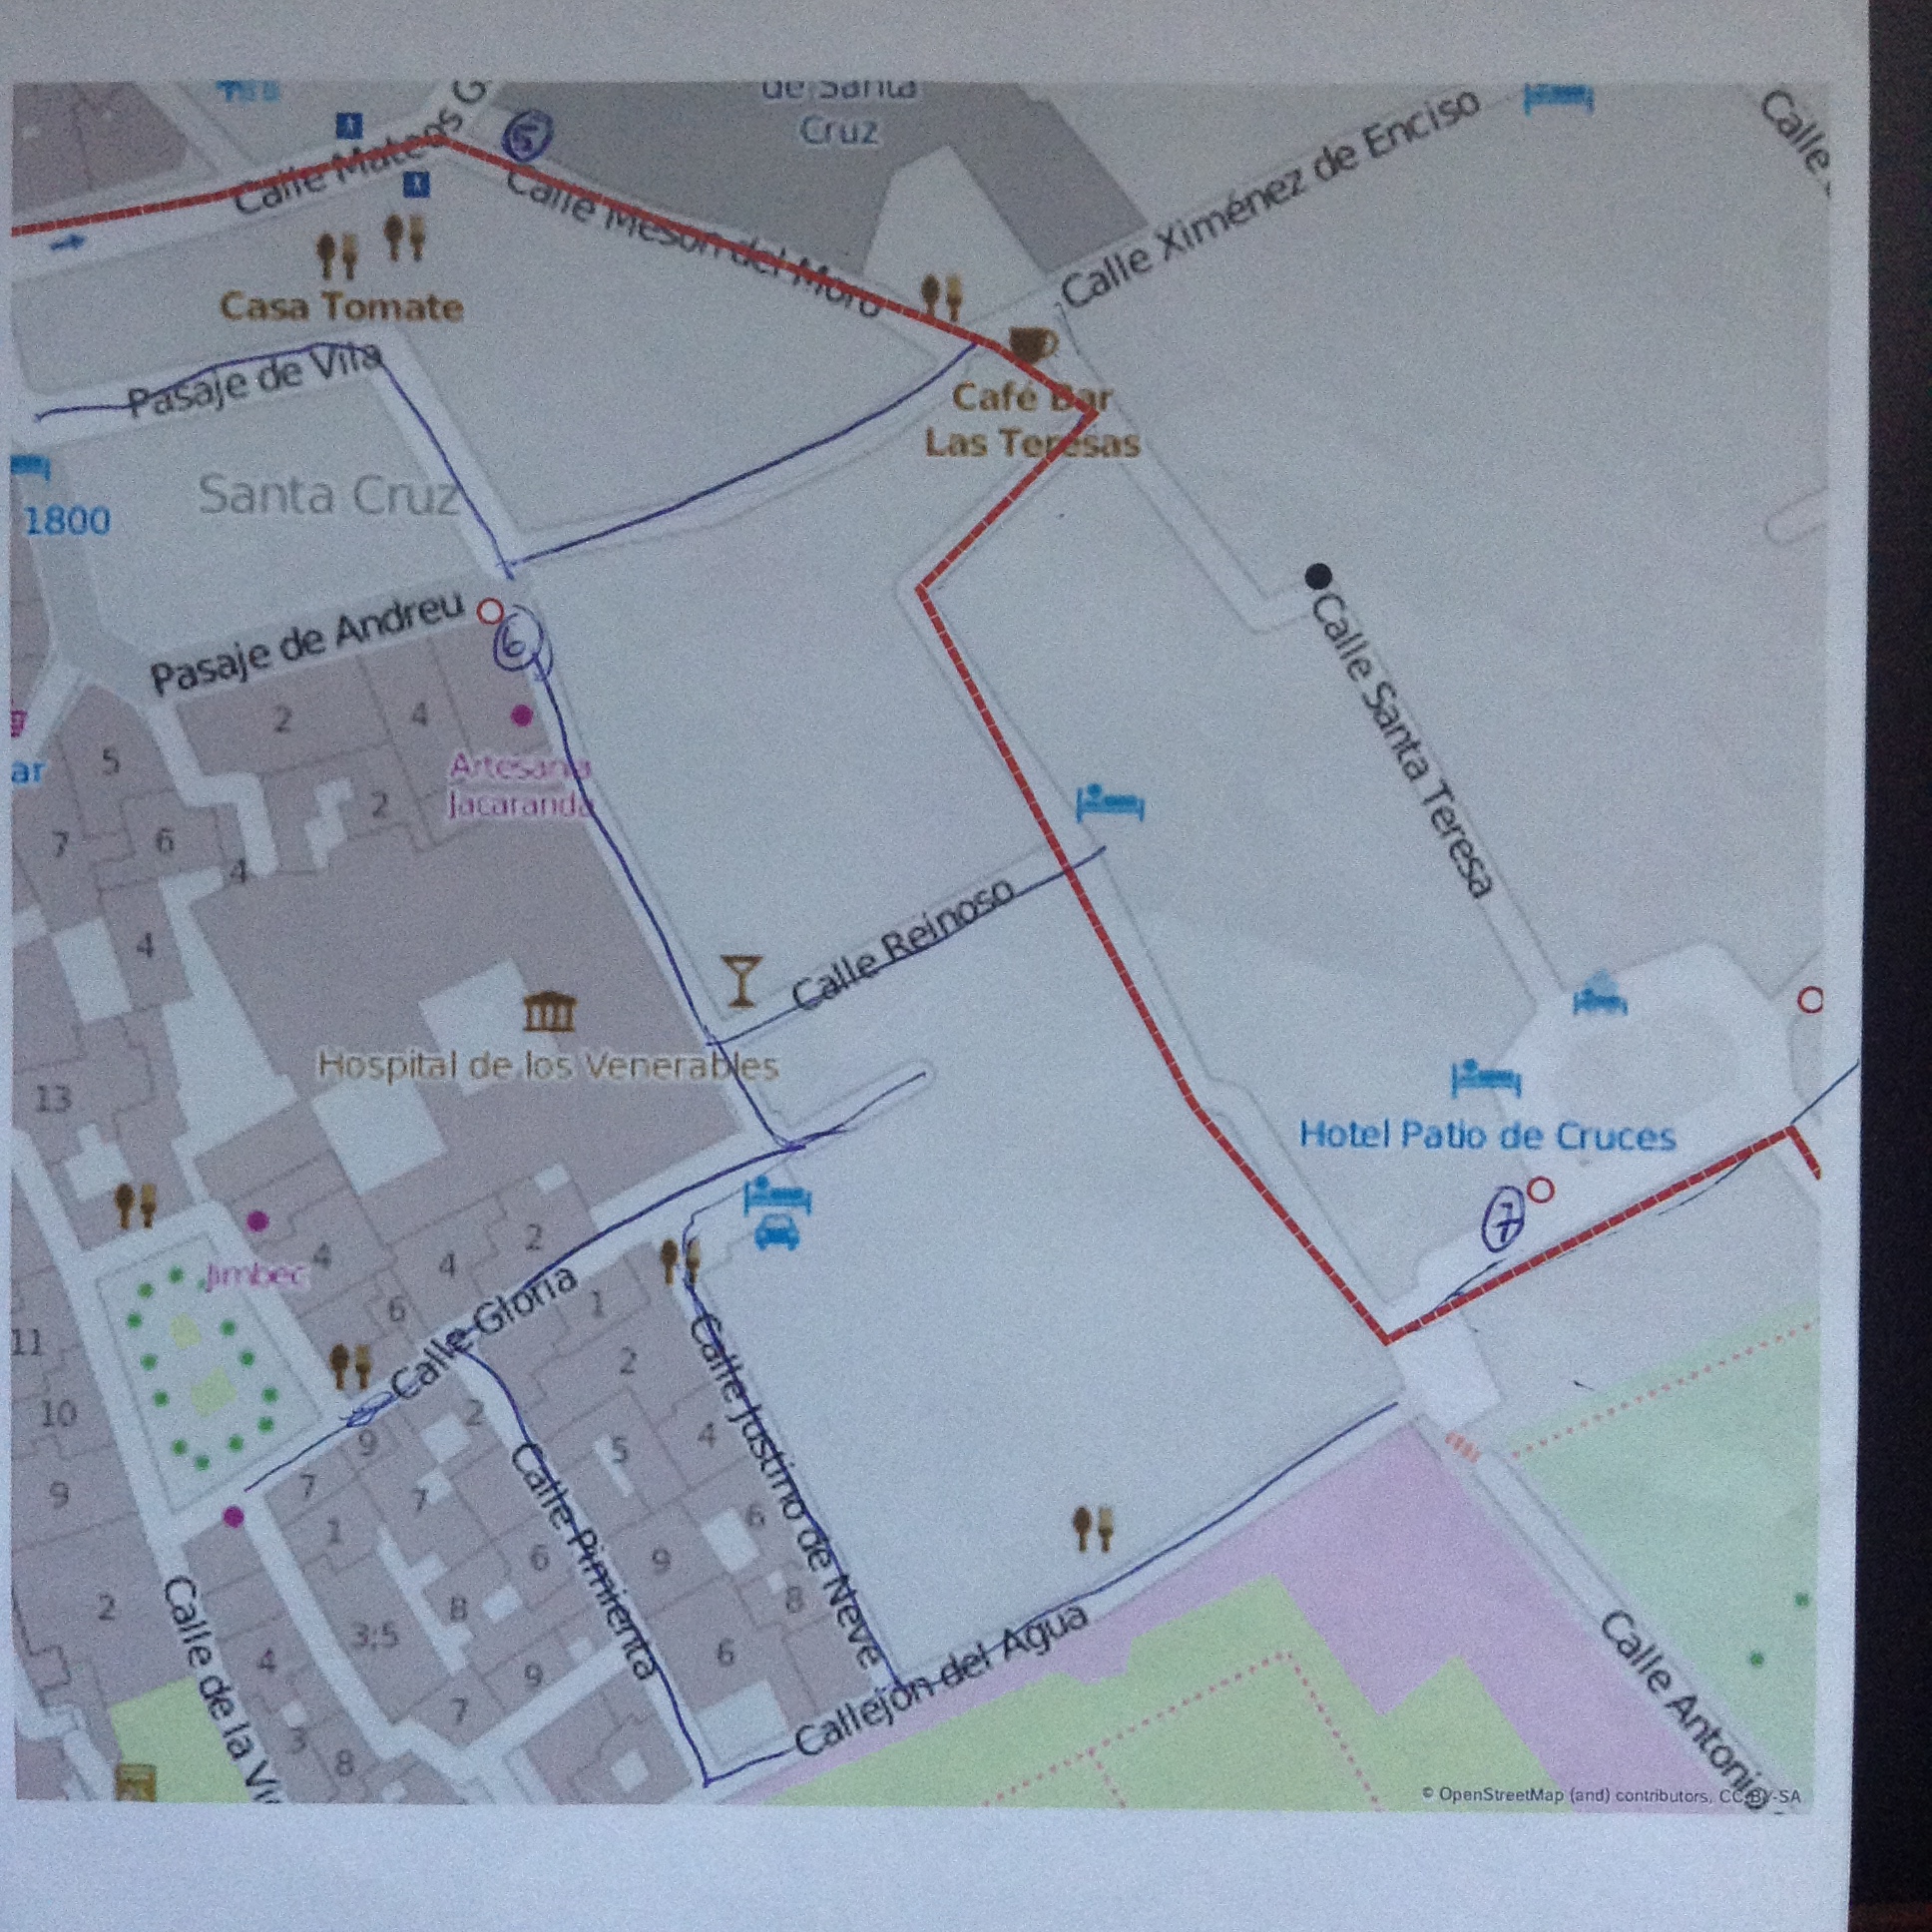 de Santa
Cruz
5
Calle Mateos G
Calle Mesón del Moro
Calle Ximénez de Enciso
Calle
Casa Tomate
Pasaje de Vila
Café Bar
Las Teresas
Santa Cruz
1800
Pasaje de Andreu
6
Calle Santa Teresa
2
4
5
ar
Artesania
Jacaranda
2
7
6
4
Calle Reinoso
4
Hospital de los Venerables
13
Hotel Patio de Cruces
7
4
2
4
Jimbec
6
Calle Gloria
1
11
2
Calle Justino de Neve
10
2
9
4
5
Calle Pimienta
9
7
7
6
1
6
9
8
2
Calle de la Vi
8
3;5
4
9
6
Callejón del Agua
Calle Antonio
7
3
8
© OpenStreetMap (and) contributors, CC-BY-SA